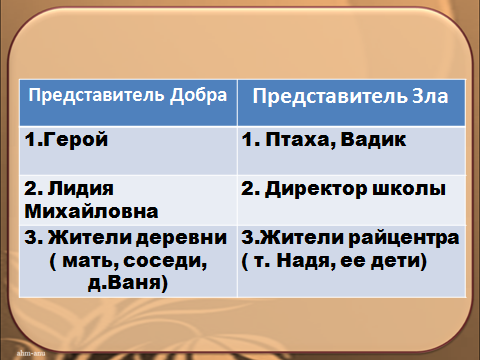 Представитель Добра
Представитель Зла
1.Герой
1. Птаха, Вадик
2. Лидия
Михайловна
2. Директор школы
3. Жители деревни
( мать, соседи,
д.Ваня)
3.Жители райцентра
( т. Надя, ее дети)